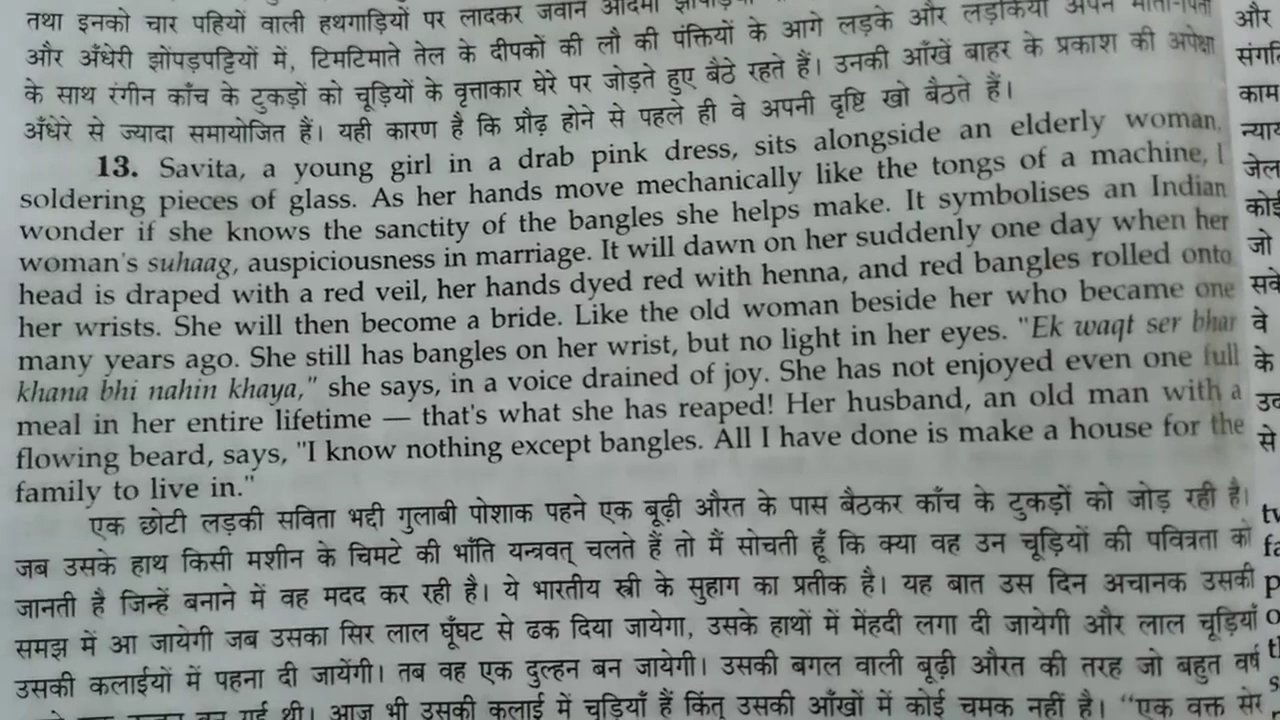 तथा इनको चार पहियों वाली हथगाड़ियों पर लादकर जवान आदमी
और अँधेरी झोंपड़पट्टियों में, टिमटिमाते तेल के दीपकों की लौ की पंक्तियों के आगे लड़के और लड़कियाँ अपने माता-पिता
के साथ रंगीन काँच के टुकड़ों को चूड़ियों के वृत्ताकार घेरे पर जोड़ते हुए बैठे रहते हैं। उनकी आँखें बाहर के प्रकाश की अपेक्षा
अँधेरे से ज्यादा समायोजित हैं। यही कारण है कि प्रौढ़ होने से पहले ही वे अपनी दृष्टि खो बैठते हैं।
13. Savita, a young girl in a drab pink dress, sits alongside an elderly woman,
soldering pieces of glass. As her hands move mechanically like the tongs of a machine, I
wonder if she knows the sanctity of the bangles she helps make. It symbolises an Indian
woman's suhaag, auspiciousness in marriage. It will dawn on her suddenly one day when her
head is draped with a red veil, her hands dyed red with henna, and red bangles rolled onto
her wrists. She will then become a bride. Like the old woman beside her who became one
many years ago. She still has bangles on her wrist, but no light in her eyes. "Ek waqt ser bhar
khana bhi nahin khaya," she says, in a voice drained of joy. She has not enjoyed even one full
meal in her entire lifetime — that's what she has reaped! Her husband, an old man with a
flowing beard, says, "I know nothing except bangles. All I have done is make a house for the
family to live in."
एक छोटी लड़की सविता भद्दी गुलाबी पोशाक पहने एक बूढ़ी औरत के पास बैठकर काँच के टुकड़ों को जोड़ रही है।
जब उसके हाथ किसी मशीन के चिमटे की भाँति यन्त्रवत् चलते हैं तो मैं सोचती हूँ कि क्या वह उन चूड़ियों की पवित्रता को
जानती है जिन्हें बनाने में वह मदद कर रही है। ये भारतीय स्त्री के सुहाग का प्रतीक है। यह बात उस दिन अचानक उसकी
समझ में आ जायेगी जब उसका सिर लाल घूँघट से ढक दिया जायेगा, उसके हाथों में मेंहदी लगा दी जायेगी और लाल चूड़ियाँ
उसकी कलाईयों में पहना दी जायेंगी। तब वह एक दुल्हन बन जायेगी। उसकी बगल वाली बूढ़ी औरत की तरह जो बहुत वर्ष
गई थी। आज भी उसकी कलाई में चूड़ियाँ हैं किंतु उसकी आँखों में कोई चमक नहीं है। “एक वक्त सेर
और
काम
जेल
जो
वे
के
से